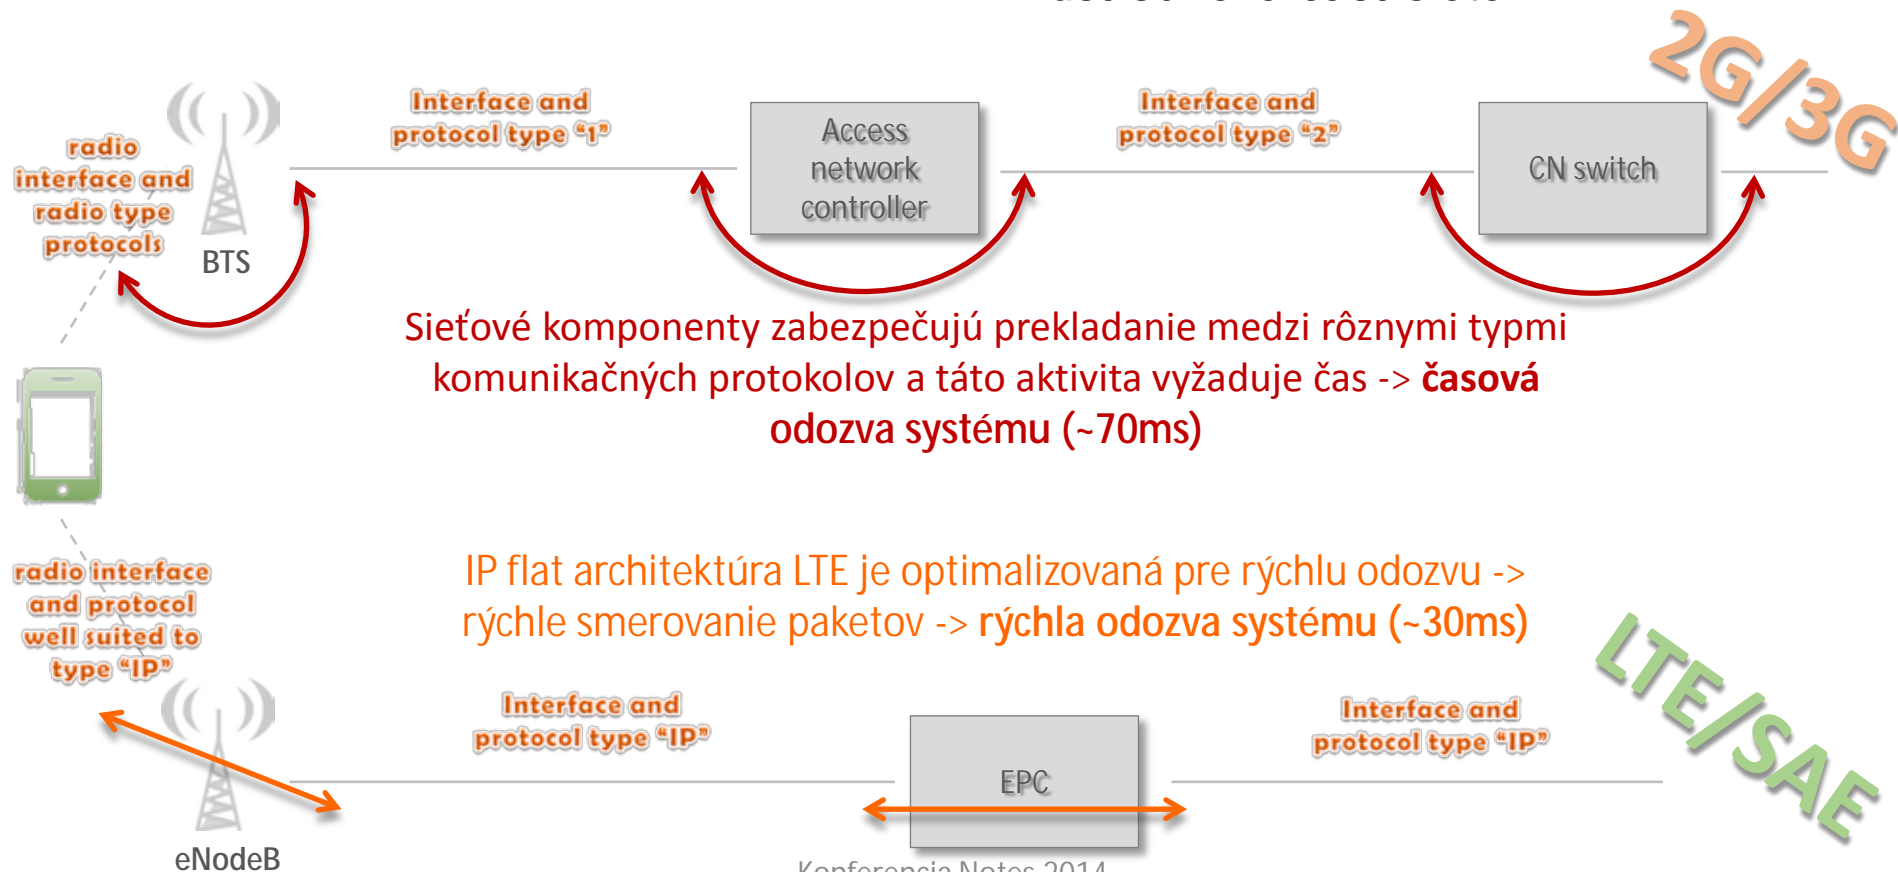 2G/3G
Interface and
protocol type “1”
Interface and
protocol type “2”
Access
network
controller
CN switch
radio
interface and
radio type
protocols
BTS
Sieťové komponenty zabezpečujú prekladanie medzi rôznymi typmi
komunikačných protokolov a táto aktivita vyžaduje čas -> časová
odozva systému (~70ms)
IP flat architektúra LTE je optimalizovaná pre rýchlu odozvu ->
rýchle smerovanie paketov -> rýchla odozva systému (~30ms)
radio interface
and protocol
well suited to
type “IP”
LTE/SAE
Interface and
protocol type “IP”
Interface and
protocol type “IP”
EPC
eNodeB
Konferencia Notes 2014